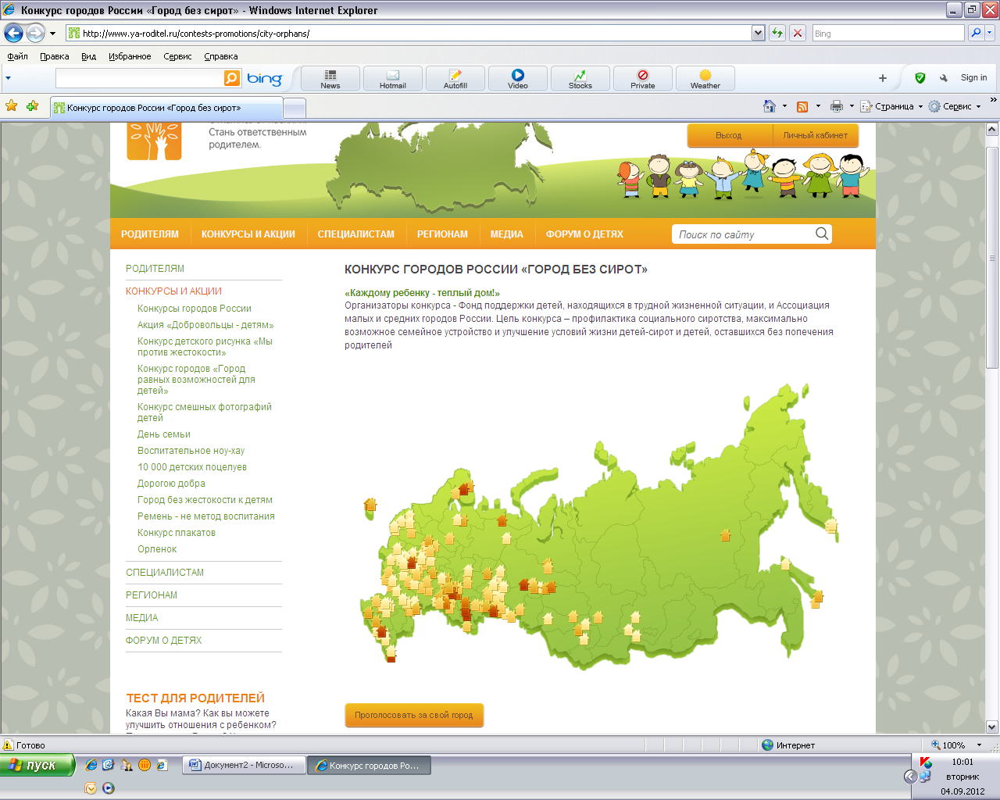 Конкурс городов России «Город без сирот» - Windows Internet Explorer
http://www.ya-roditel.ru/contests-promotions/city-orphans/
Bing
Файл Правка Вид Избранное Сервис Справка
bing News Hotmail Autofill Video Stocks Private Weather Sign in
Конкурс городов России «Город без сирот»
Страница Сервис
Стань ответственным
родителем.
Выход Личный кабинет
РОДИТЕЛЯМ КОНКУРСЫ И АКЦИИ СПЕЦИАЛИСТАМ РЕГИОНАМ МЕДИА ФОРУМ О ДЕТЯХ Поиск по сайту
РОДИТЕЛЯМ
КОНКУРСЫ И АКЦИИ
Конкурсы городов России
Акция «Добровольцы - детям»
Конкурс детского рисунка «Мы
против жестокости»
Конкурс городов «Город
равных возможностей для
детей»
Конкурс смешных фотографий
детей
День семьи
Воспитательное ноу-хау
10 000 детских поцелуев
Дорогою добра
Город без жестокости к детям
Ремень - не метод воспитания
Конкурс плакатов
Орленок
СПЕЦИАЛИСТАМ
РЕГИОНАМ
МЕДИА
ФОРУМ О ДЕТЯХ
ТЕСТ ДЛЯ РОДИТЕЛЕЙ
Какая Вы мама? Как вы можете
улучшить отношения с ребенком?
КОНКУРС ГОРОДОВ РОССИИ «ГОРОД БЕЗ СИРОТ»
«Каждому ребенку - теплый дом!»
Организаторы конкурса - Фонд поддержки детей, находящихся в трудной жизненной ситуации, и Ассоциация
малых и средних городов России. Цель конкурса – профилактика социального сиротства, максимально
возможное семейное устройство и улучшение условий жизни детей-сирот и детей, оставшихся без попечения
родителей
Проголосовать за свой город
Готово Интернет 100%
пуск Документ2 - Microso... Конкурс городов Ро... 10:01
вторник
04.09.2012